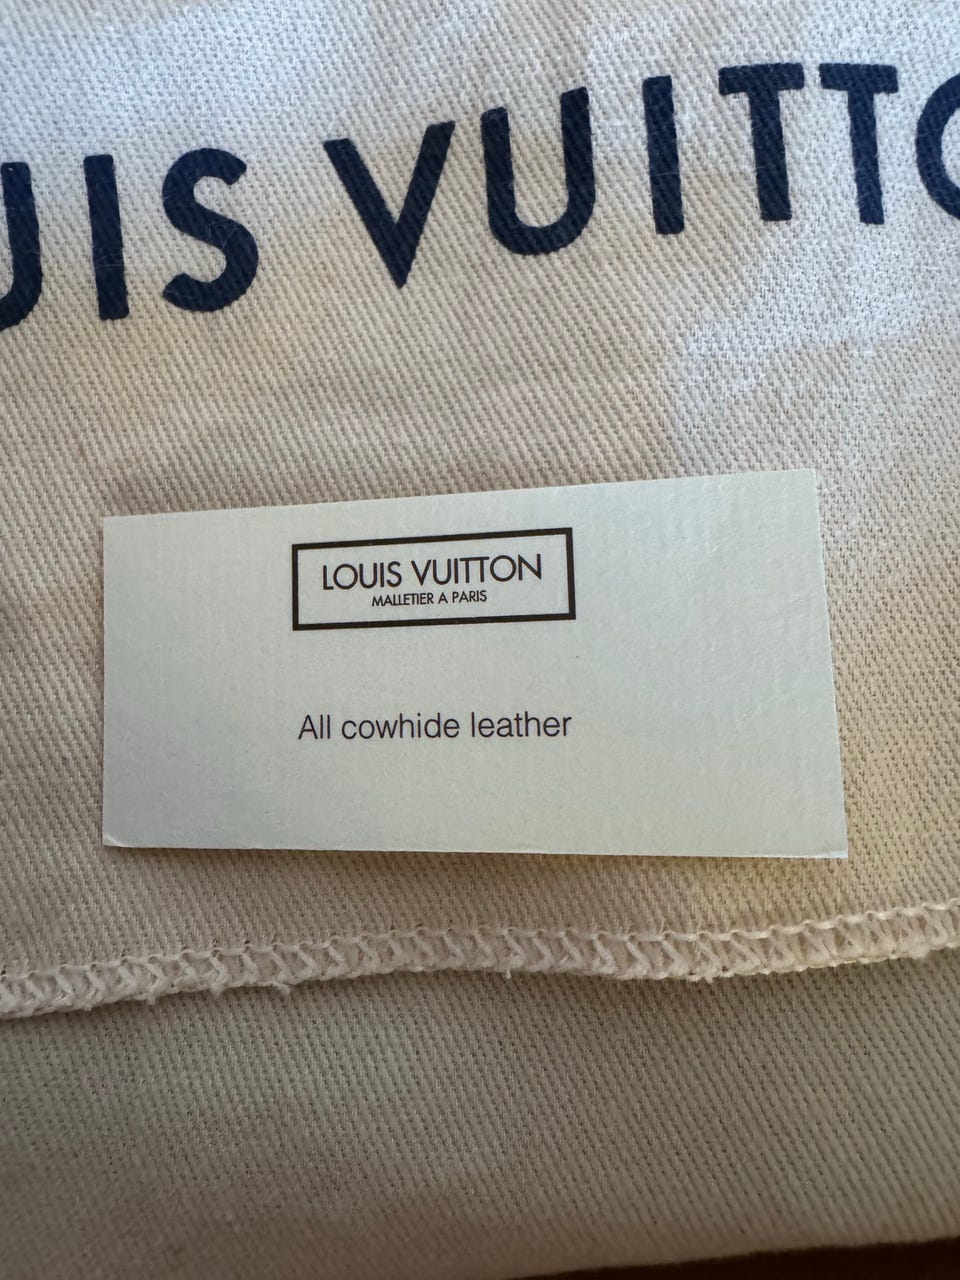 UIS VUITTO
LOUIS VUITTON
MALLETIER A PARIS
All cowhide leather